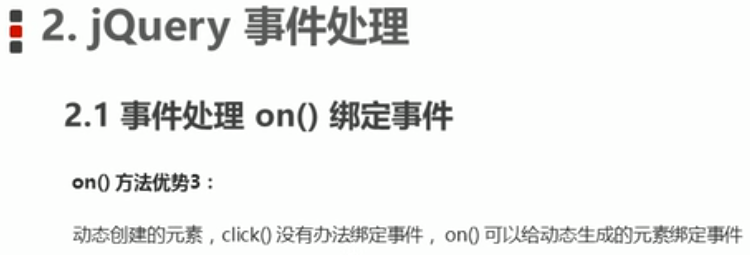 2. jQuery 事件处理
2.1 事件处理 on() 绑定事件
on() 方法优势3：
动态创建的元素，click() 没有办法绑定事件， on() 可以给动态生成的元素绑定事件